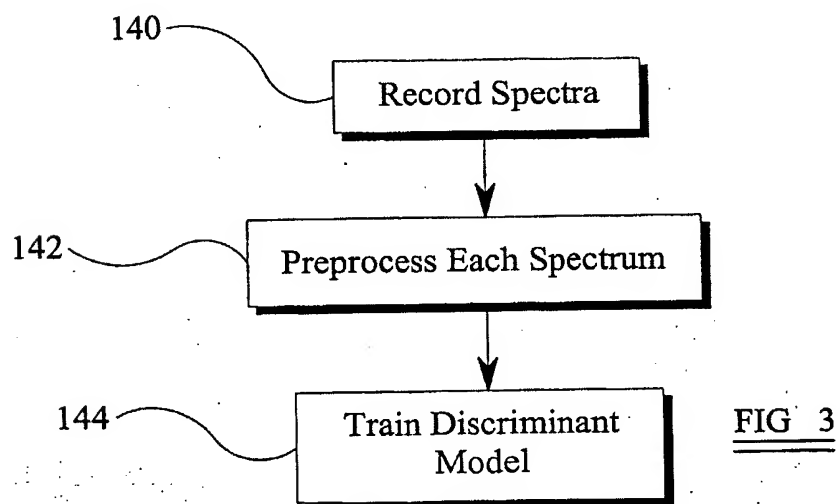 140
Record Spectra
142
Preprocess Each Spectrum
144
Train Discriminant
Model
FIG 3